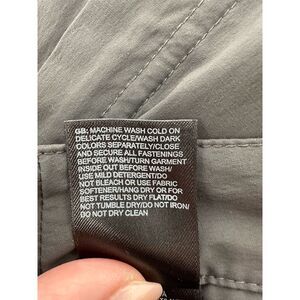 GB: MACHINE WASH COLD ON
DELICATE CYCLE/WASH DARK
COLORS SEPARATELY/CLOSE
AND SECURE ALL FASTENINGS
BEFORE WASH/TURN GARMENT
INSIDE OUT BEFORE WASH/
USE MILD DETERGENT/DO
NOT BLEACH OR USE FABRIC
SOFTENER/HANG DRY OR FOR
BEST RESULTS DRY FLAT/DO
NOT TUMBLE DRY/DO NOT IRON/
DO NOT DRY CLEAN